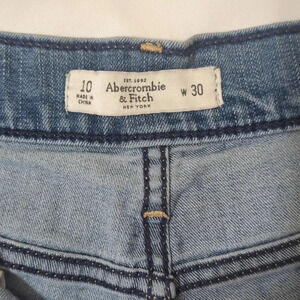 EST. 1892
10
MADE IN
CHINA
Abercrombie
& Fitch
NEW YORK
W 30